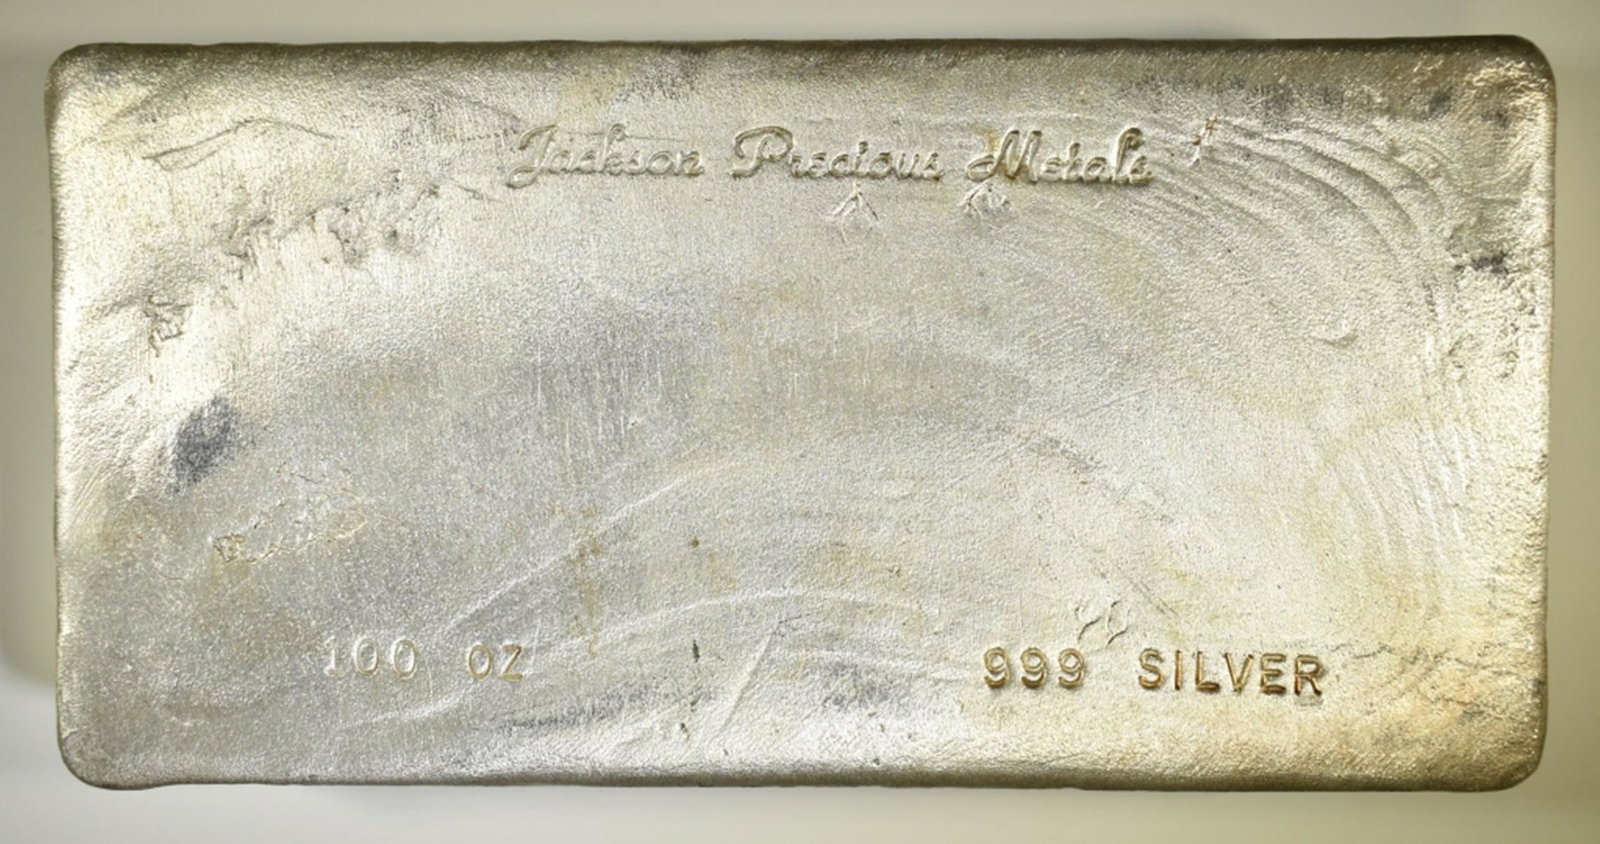 Jackson Precious Metals
100 OZ 999 SILVER